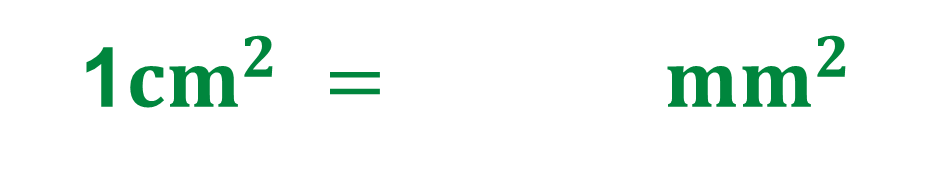 1cm² = mm²